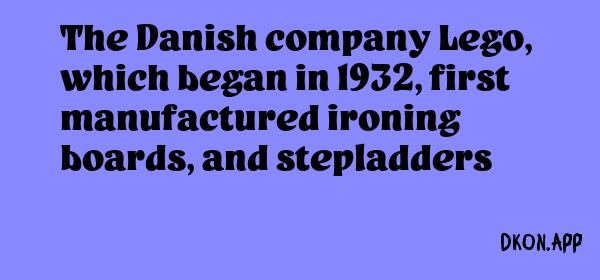 The Danish company Lego,
which began in 1932, first
manufactured ironing
boards, and stepladders
DKON.APP